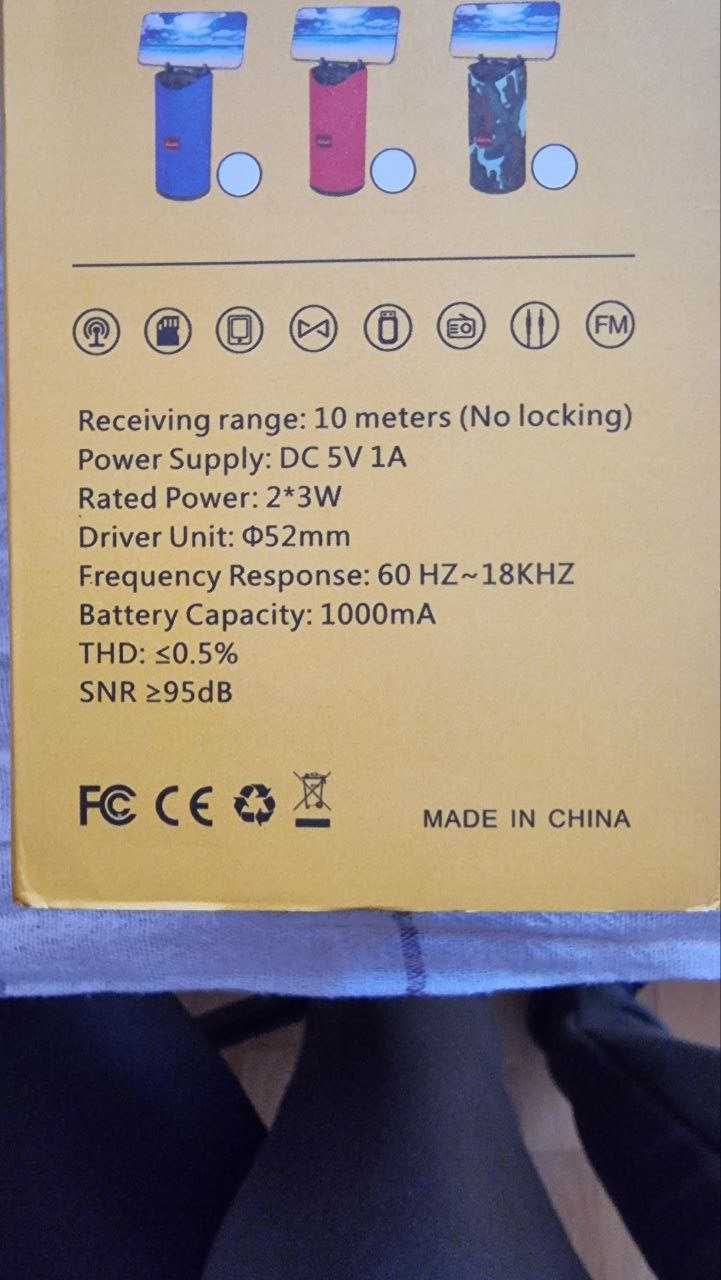 FM
Receiving range: 10 meters (No locking)
Power Supply: DC 5V 1A
Rated Power: 2*3W
Driver Unit: Φ52mm
Frequency Response: 60 HZ~18KHZ
Battery Capacity: 1000mA
THD: ≤0.5%
SNR ≥95dB
FC CE
MADE IN CHINA